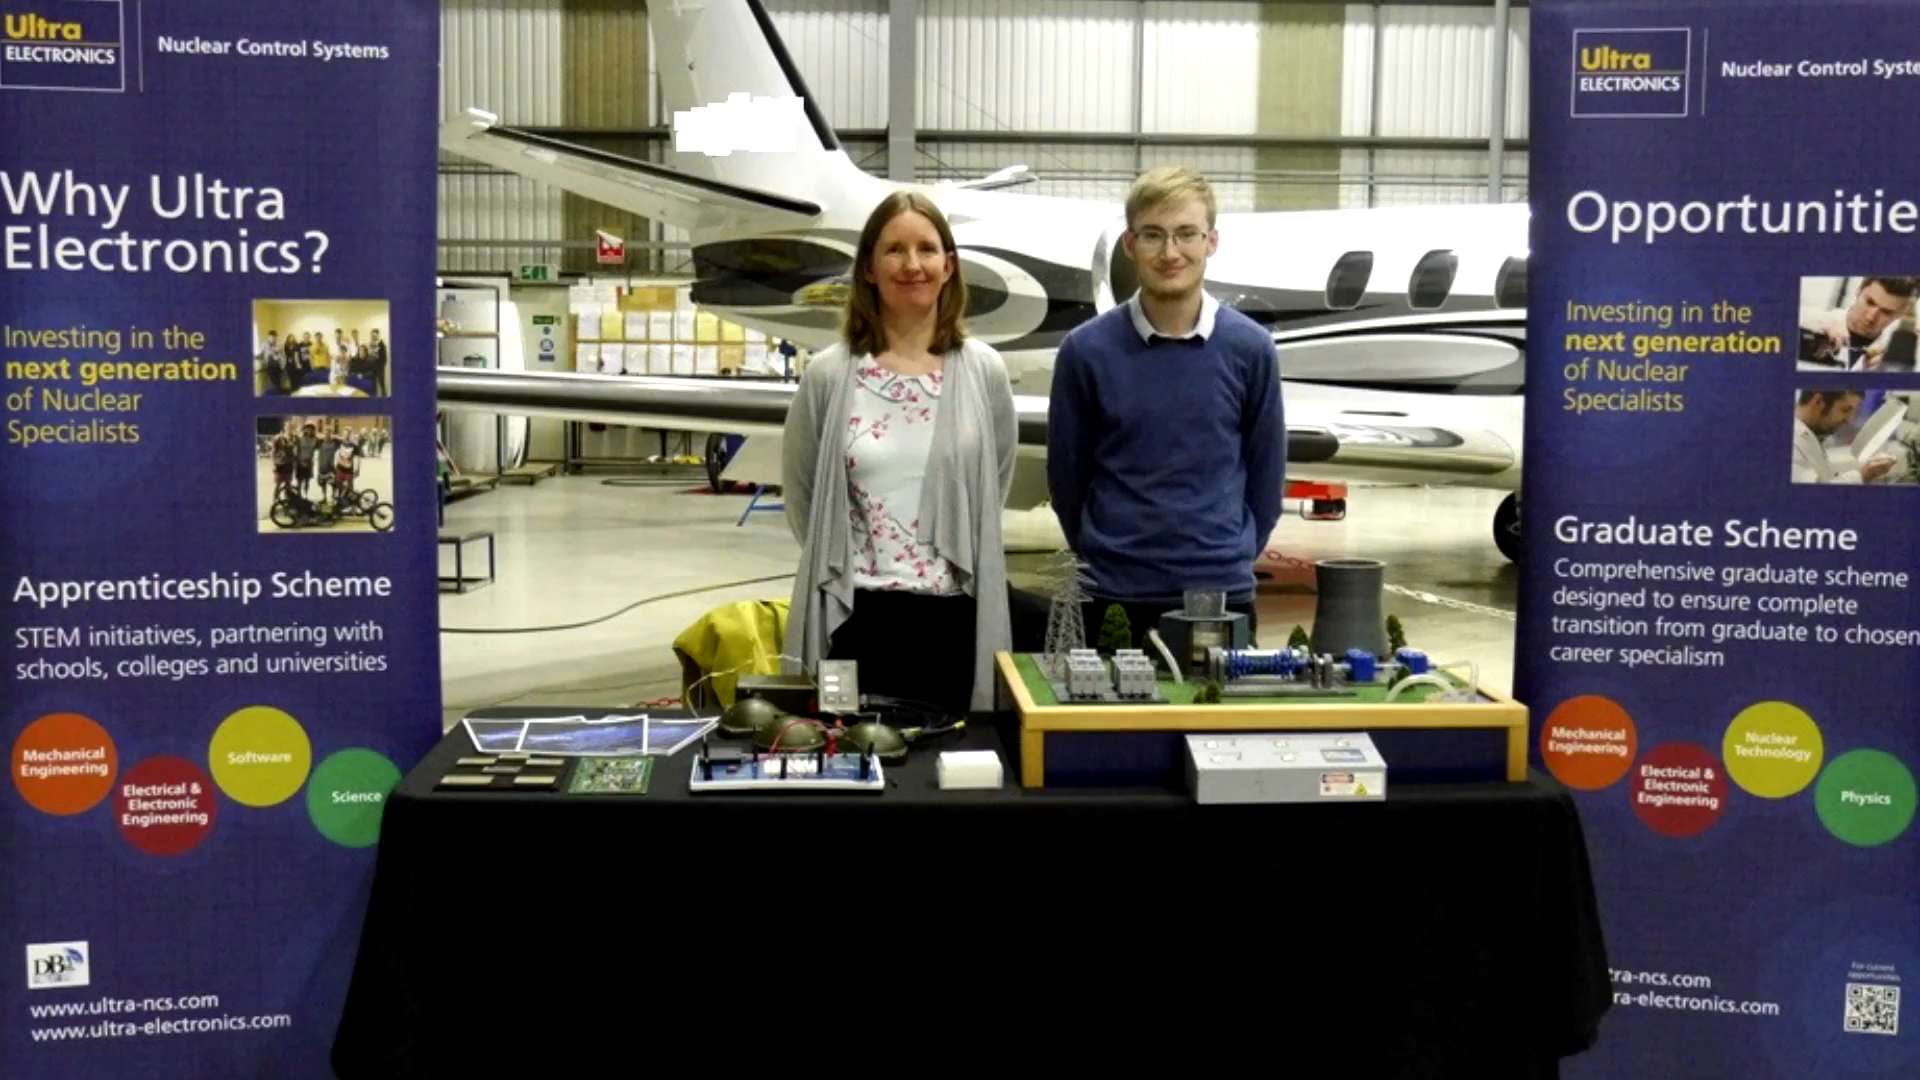 Ultra
ELECTRONICS
Nuclear Control Systems
Why Ultra
Electronics?
Investing in the
next generation
of Nuclear
Specialists
Apprenticeship Scheme
STEM initiatives, partnering with
schools, colleges and universities
Mechanical
Engineering
Electrical &
Electronic
Engineering
Software
Science
www.ultra-ncs.com
www.ultra-electronics.com
Ultra
ELECTRONICS
Nuclear Control Syste
Opportunitie
Investing in the
next generation
of Nuclear
Specialists
Graduate Scheme
Comprehensive graduate scheme
designed to ensure complete
transition from graduate to chosen
career specialism
Mechanical
Engineering
Electrical &
Electronic
Engineering
Nuclear
Technology
Physics
For current
opportunities
tra-ncs.com
ra-electronics.com